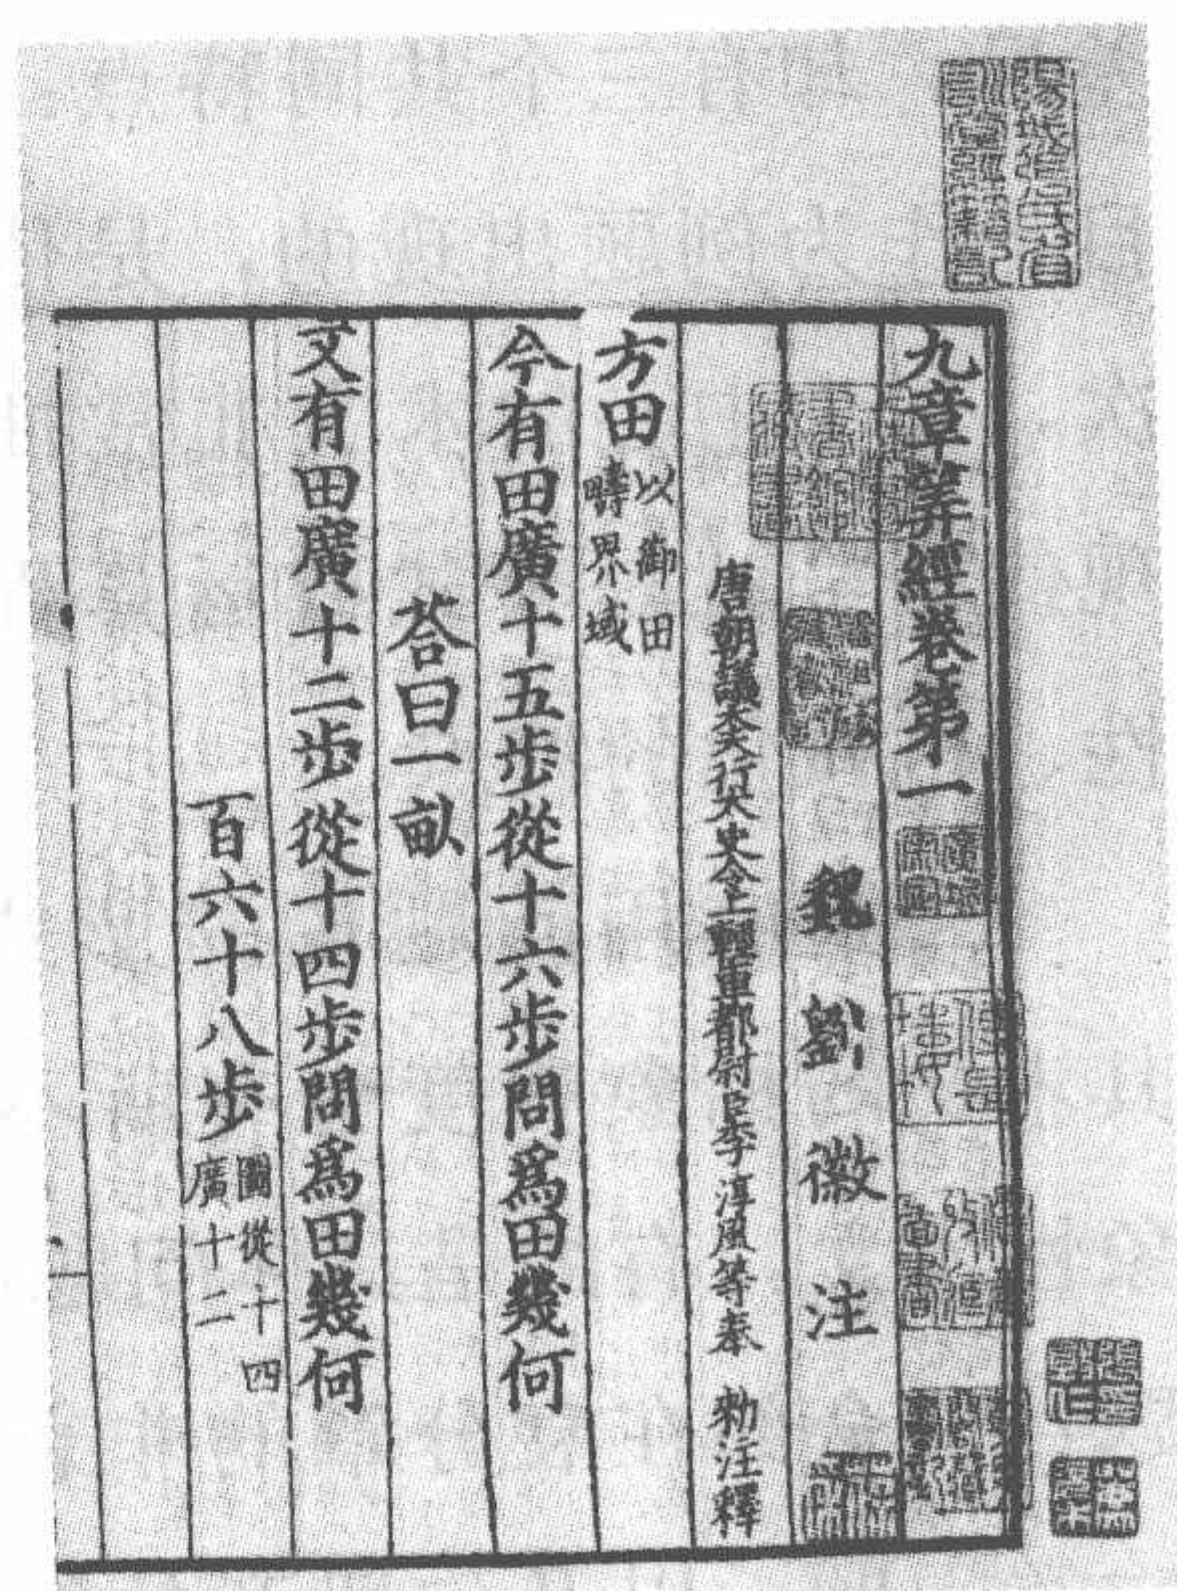 九章筭經卷第一
魏劉徽注
唐朝議大夫行太史令上輕車都尉臣李淳風等奉 勑注釋
方田以御田
疇界域
今有田廣十五步從十六步問爲田幾何
荅曰一畝
又有田廣十二步從十四步問爲田幾何
百六十八步圖從十四
廣十二